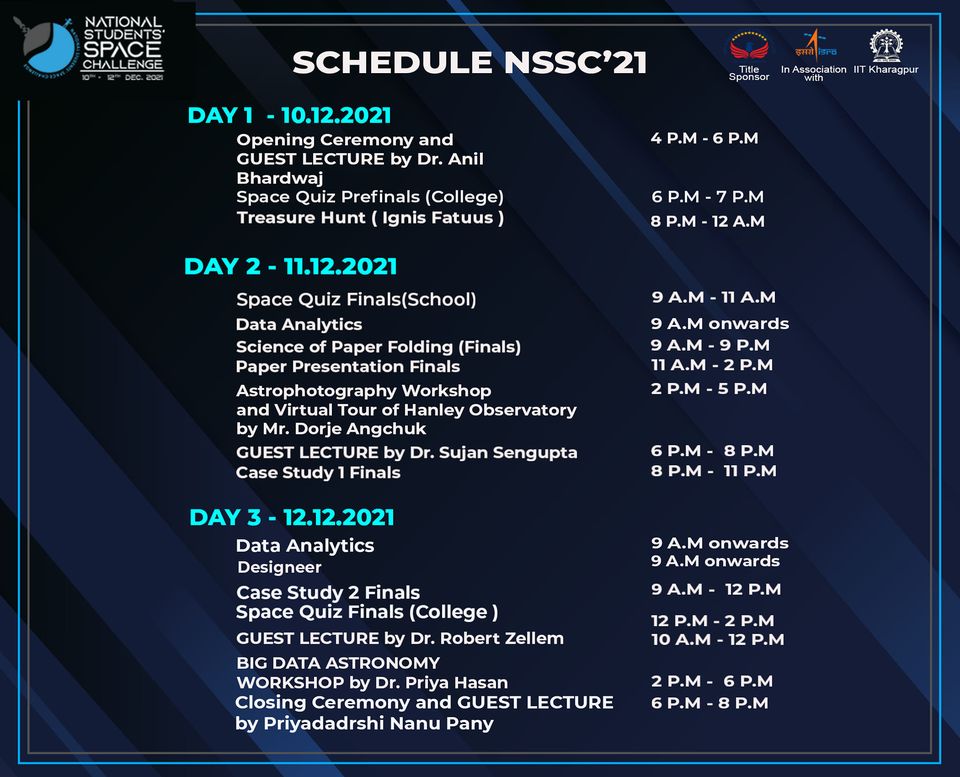 NATIONAL
STUDENTS'
SPACE
CHALLENGE
10TH - 12TH DEC. 2021
SCHEDULE NSSC'21
Title
Sponsor
इसरो isro
In Association
with
IIT Kharagpur
DAY 1 - 10.12.2021
Opening Ceremony and
GUEST LECTURE by Dr. Anil
Bhardwaj
4 P.M - 6 P.M
Space Quiz Prefinals (College) 6 P.M - 7 P.M
Treasure Hunt ( Ignis Fatuus ) 8 P.M - 12 A.M
DAY 2 - 11.12.2021
Space Quiz Finals(School) 9 A.M - 11 A.M
Data Analytics 9 A.M onwards
Science of Paper Folding (Finals) 9 A.M - 9 P.M
Paper Presentation Finals 11 A.M - 2 P.M
Astrophotography Workshop 2 P.M - 5 P.M
and Virtual Tour of Hanley Observatory
by Mr. Dorje Angchuk
GUEST LECTURE by Dr. Sujan Sengupta 6 P.M - 8 P.M
Case Study 1 Finals 8 P.M - 11 P.M
DAY 3 - 12.12.2021
Data Analytics 9 A.M onwards
Designeer 9 A.M onwards
Case Study 2 Finals 9 A.M - 12 P.M
Space Quiz Finals (College ) 12 P.M - 2 P.M
GUEST LECTURE by Dr. Robert Zellem 10 A.M - 12 P.M
BIG DATA ASTRONOMY
WORKSHOP by Dr. Priya Hasan 2 P.M - 6 P.M
Closing Ceremony and GUEST LECTURE 6 P.M - 8 P.M
by Priyadadrshi Nanu Pany